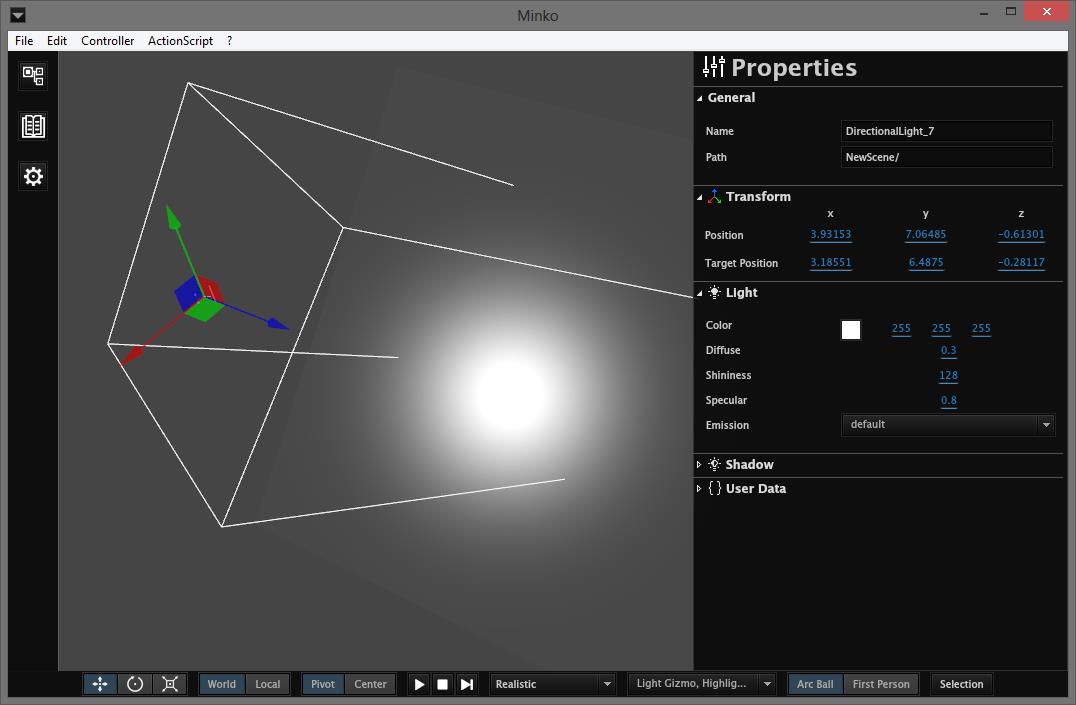 Minko
File Edit Controller ActionScript ?
Properties
General
Name DirectionalLight_7
Path NewScene/
Transform
x y z
Position 3.93153 7.06485 -0.61301
Target Position 3.18551 6.4875 -0.28117
Light
Color 255 255 255
Diffuse 0.3
Shininess 128
Specular 0.8
Emission default
Shadow
{ } User Data
World Local Pivot Center Realistic Light Gizmo, Highlig... Arc Ball First Person Selection